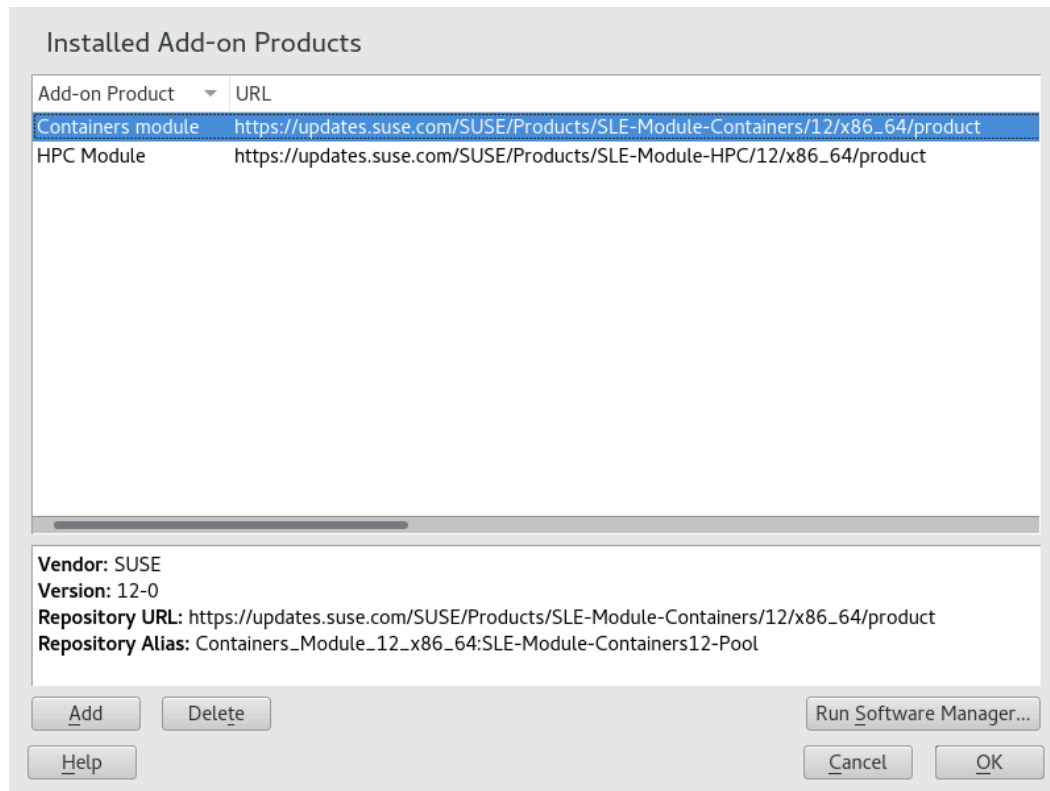 Installed Add-on Products
Add-on Product URL
Containers module https://updates.suse.com/SUSE/Products/SLE-Module-Containers/12/x86_64/product
HPC Module https://updates.suse.com/SUSE/Products/SLE-Module-HPC/12/x86_64/product
Vendor: SUSE
Version: 12-0
Repository URL: https://updates.suse.com/SUSE/Products/SLE-Module-Containers/12/x86_64/product
Repository Alias: Containers_Module_12_x86_64:SLE-Module-Containers12-Pool
Add Delete Run Software Manager...
Help Cancel OK